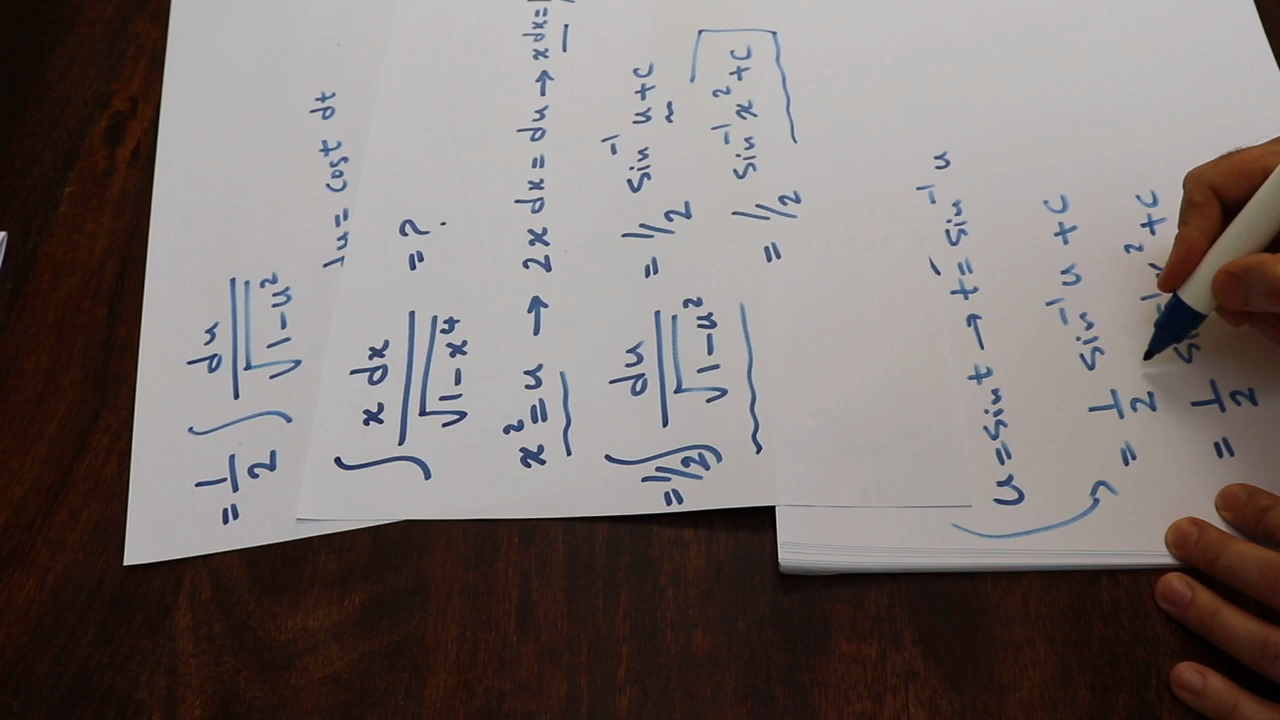 = 1/2 ∫ du/√(1-u²)
du = cost dt
∫ x dx/√(1-x⁴) = ?
x² = u → 2x dx = du → x dx =
= 1/2 ∫ du/√(1-u²) = 1/2 sin⁻¹ u + c
= 1/2 sin⁻¹ x² + c
u = sint → t = sin⁻¹ u
= 1/2 sin⁻¹ u + c
= 1/2 ² + c